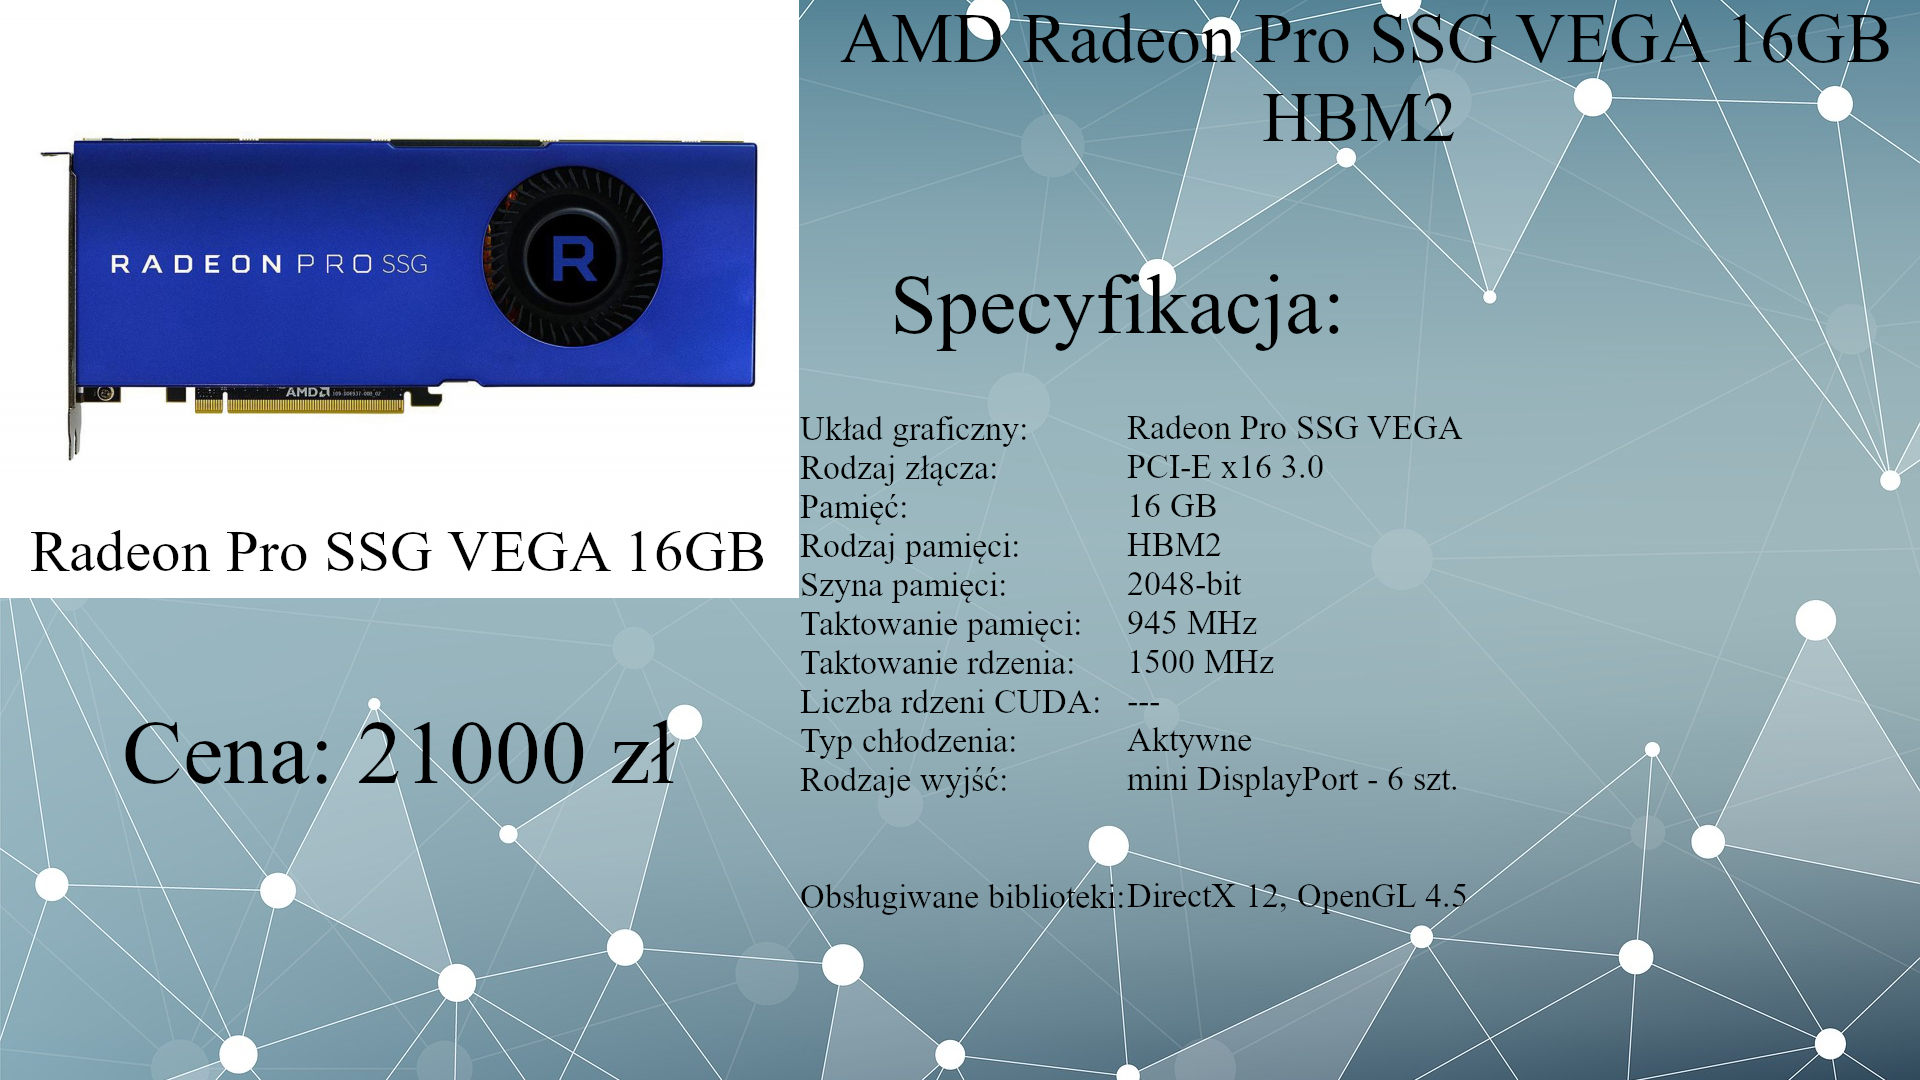 AMD Radeon Pro SSG VEGA 16GB
HBM2
RADEON PRO SSG
R
AMD
Radeon Pro SSG VEGA 16GB
Cena: 21000 zł
Specyfikacja:
Układ graficzny: Radeon Pro SSG VEGA
Rodzaj złącza: PCI-E x16 3.0
Pamięć: 16 GB
Rodzaj pamięci: HBM2
Szyna pamięci: 2048-bit
Taktowanie pamięci: 945 MHz
Taktowanie rdzenia: 1500 MHz
Liczba rdzeni CUDA: ---
Typ chłodzenia: Aktywne
Rodzaje wyjść: mini DisplayPort - 6 szt.
Obsługiwane biblioteki: DirectX 12, OpenGL 4.5